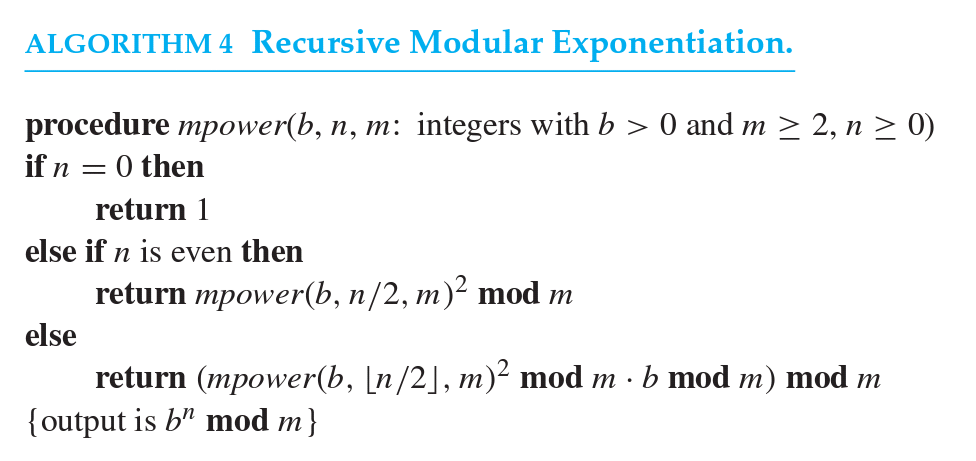 ALGORITHM 4 Recursive Modular Exponentiation.
procedure mpower(b, n, m: integers with b > 0 and m ≥ 2, n ≥ 0)
if n = 0 then
return 1
else if n is even then
return mpower(b, n/2, m)² mod m
else
return (mpower(b, ⌊n/2⌋, m)² mod m · b mod m) mod m
{output is bⁿ mod m}